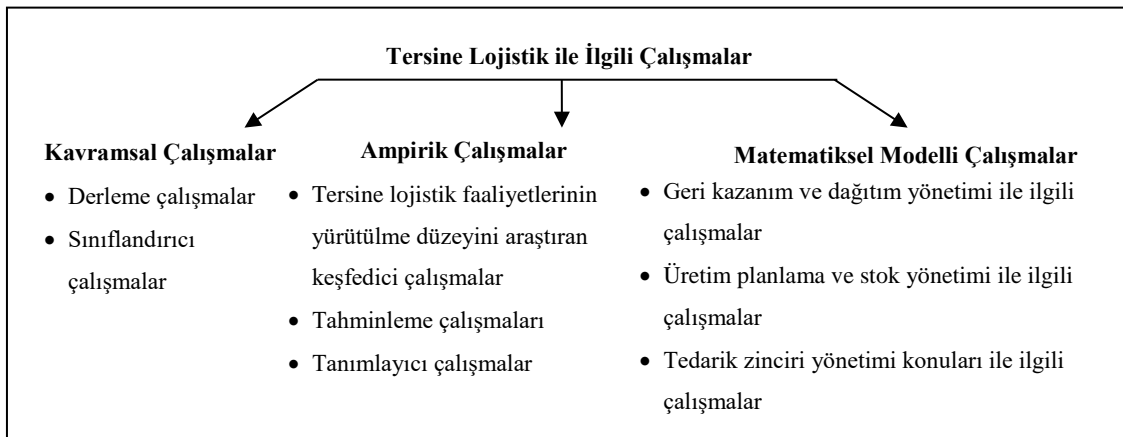 Tersine Lojistik ile İlgili Çalışmalar
Kavramsal Çalışmalar
• Derleme çalışmalar
• Sınıflandırıcı
çalışmalar
Ampirik Çalışmalar
• Tersine lojistik faaliyetlerinin
yürütülme düzeyini araştıran
keşfedici çalışmalar
• Tahminleme çalışmaları
• Tanımlayıcı çalışmalar
Matematiksel Modelli Çalışmalar
• Geri kazanım ve dağıtım yönetimi ile ilgili
çalışmalar
• Üretim planlama ve stok yönetimi ile ilgili
çalışmalar
• Tedarik zinciri yönetimi konuları ile ilgili
çalışmalar